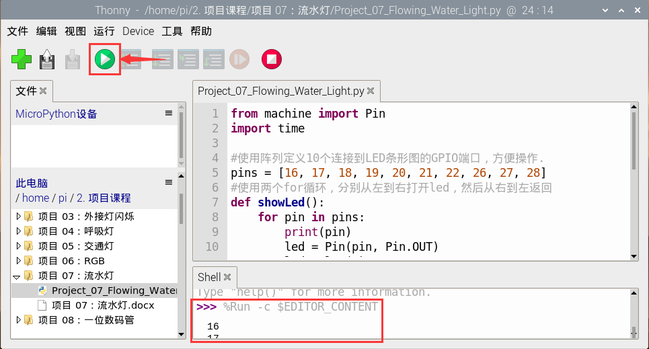 Thonny - /home/pi/2. 项目课程/项目 07：流水灯/Project_07_Flowing_Water_Light.py @ 24 : 14
文件 编辑 视图 运行 Device 工具 帮助
文件
MicroPython设备
此电脑
/ home / pi / 2. 项目课程
项目 03：外接灯闪烁
项目 04：呼吸灯
项目 05：交通灯
项目 06：RGB
项目 07：流水灯
Project_07_Flowing_Water
项目 07：流水灯.docx
项目 08：一位数码管
Project_07_Flowing_Water_Light.py
1 from machine import Pin
2 import time
3
4 #使用阵列定义10个连接到LED条形图的GPIO端口，方便操作.
5 pins = [16, 17, 18, 19, 20, 21, 22, 26, 27, 28]
6 #使用两个for循环，分别从左到右打开led，然后从右到左返回
7 def showLed():
8 for pin in pins:
9 print(pin)
10 led = Pin(pin, Pin.OUT)
Shell
Type "help()" for more information.
>>> %Run -c $EDITOR_CONTENT
16
17